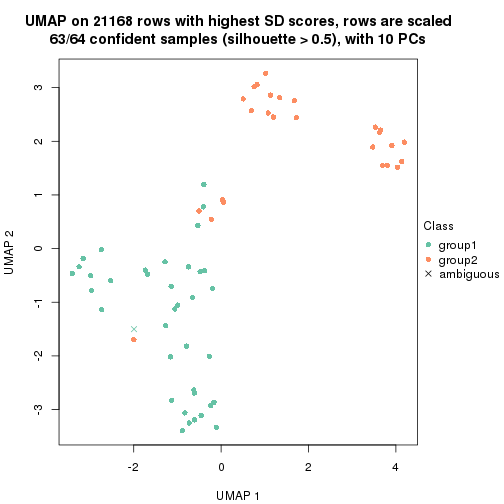 UMAP on 21168 rows with highest SD scores, rows are scaled
63/64 confident samples (silhouette > 0.5), with 10 PCs
3
2
1
0
-1
-2
-3
UMAP 2
-2
0
2
4
UMAP 1
Class
group1
group2
ambiguous